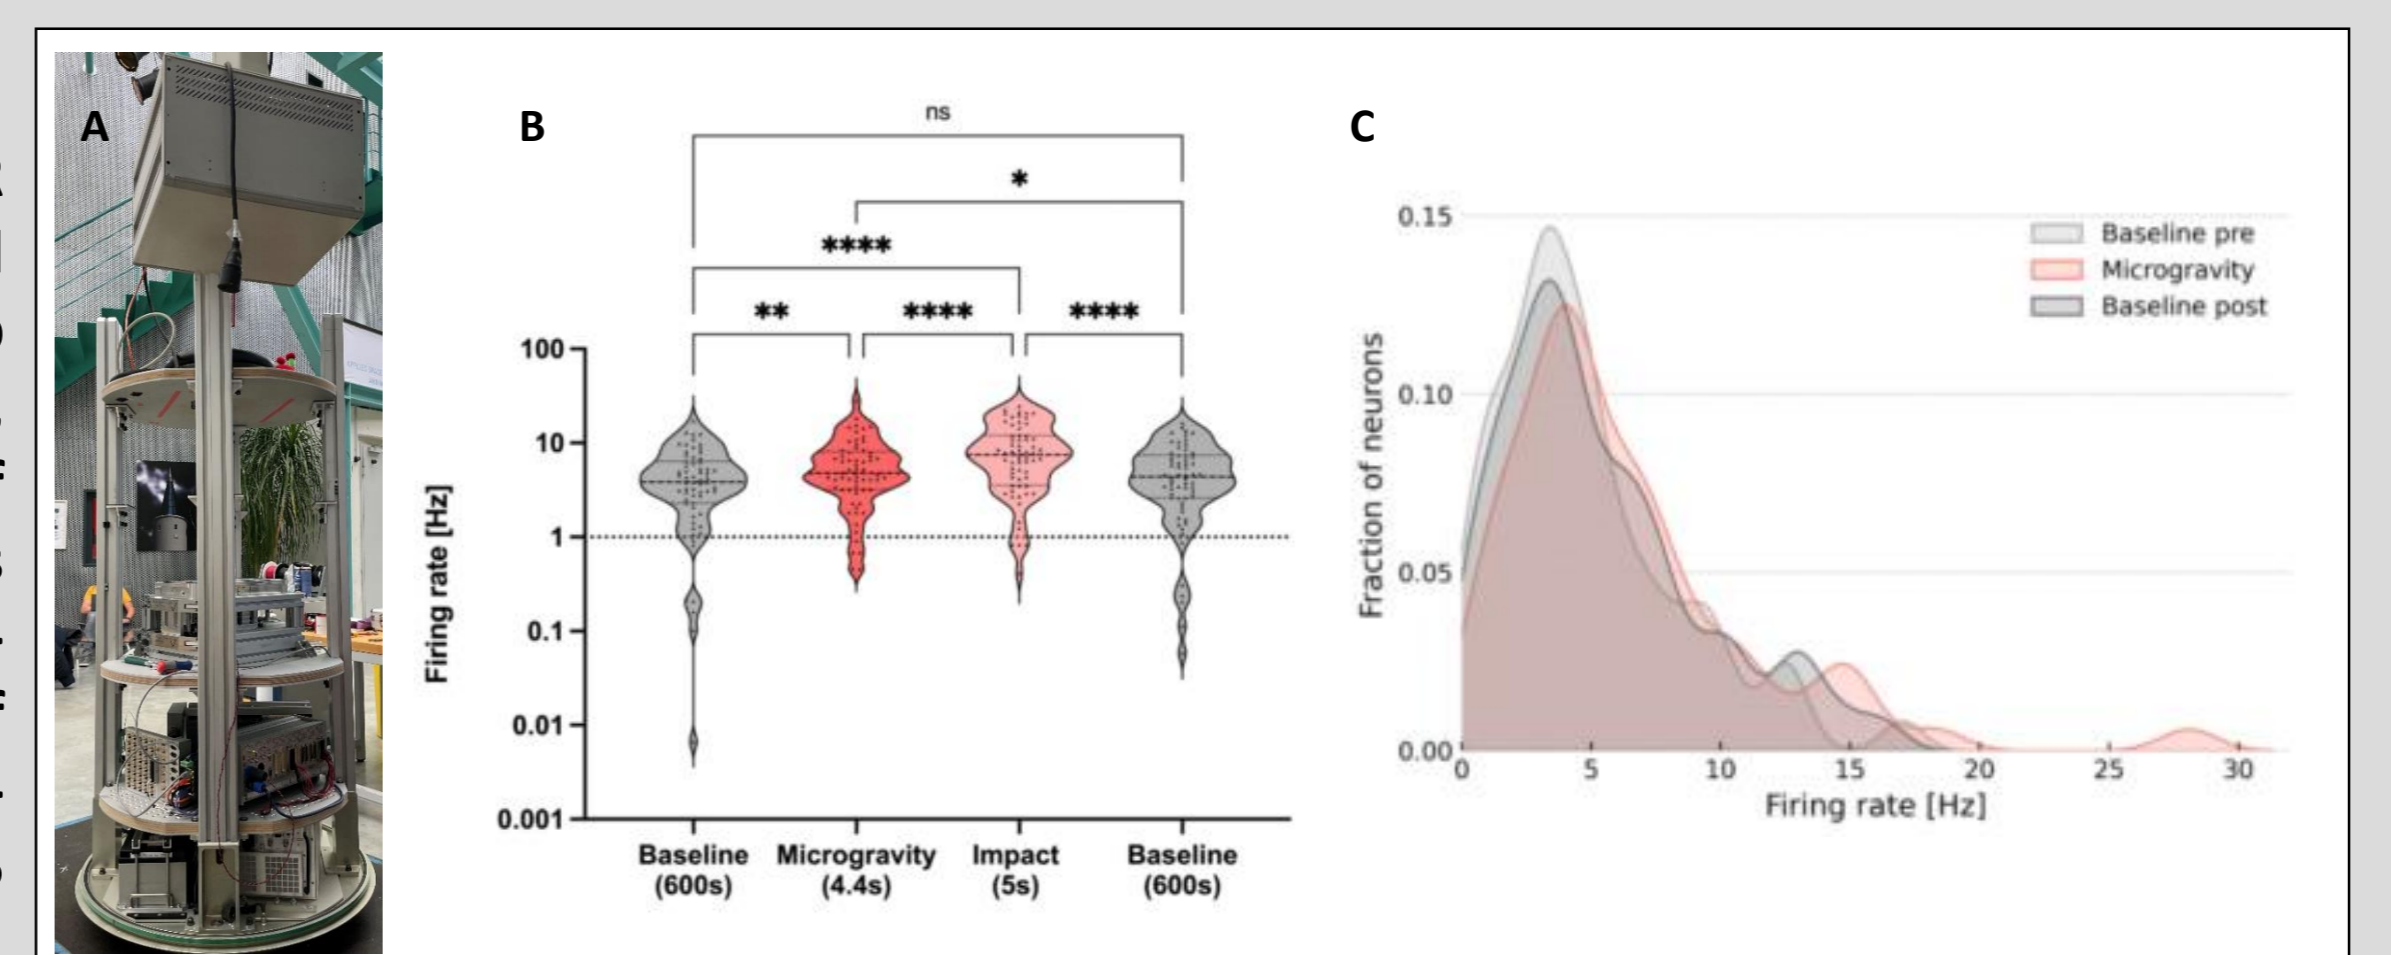 A
B
ns
*
****
**
****
****
100
10
1
0.1
0.01
0.001
Firing rate [Hz]
Baseline
(600s)
Microgravity
(4.4s)
Impact
(5s)
Baseline
(600s)
C
Baseline pre
Microgravity
Baseline post
0.15
0.10
0.05
0.00
Fraction of neurons
0
5
10
15
20
25
30
Firing rate [Hz]